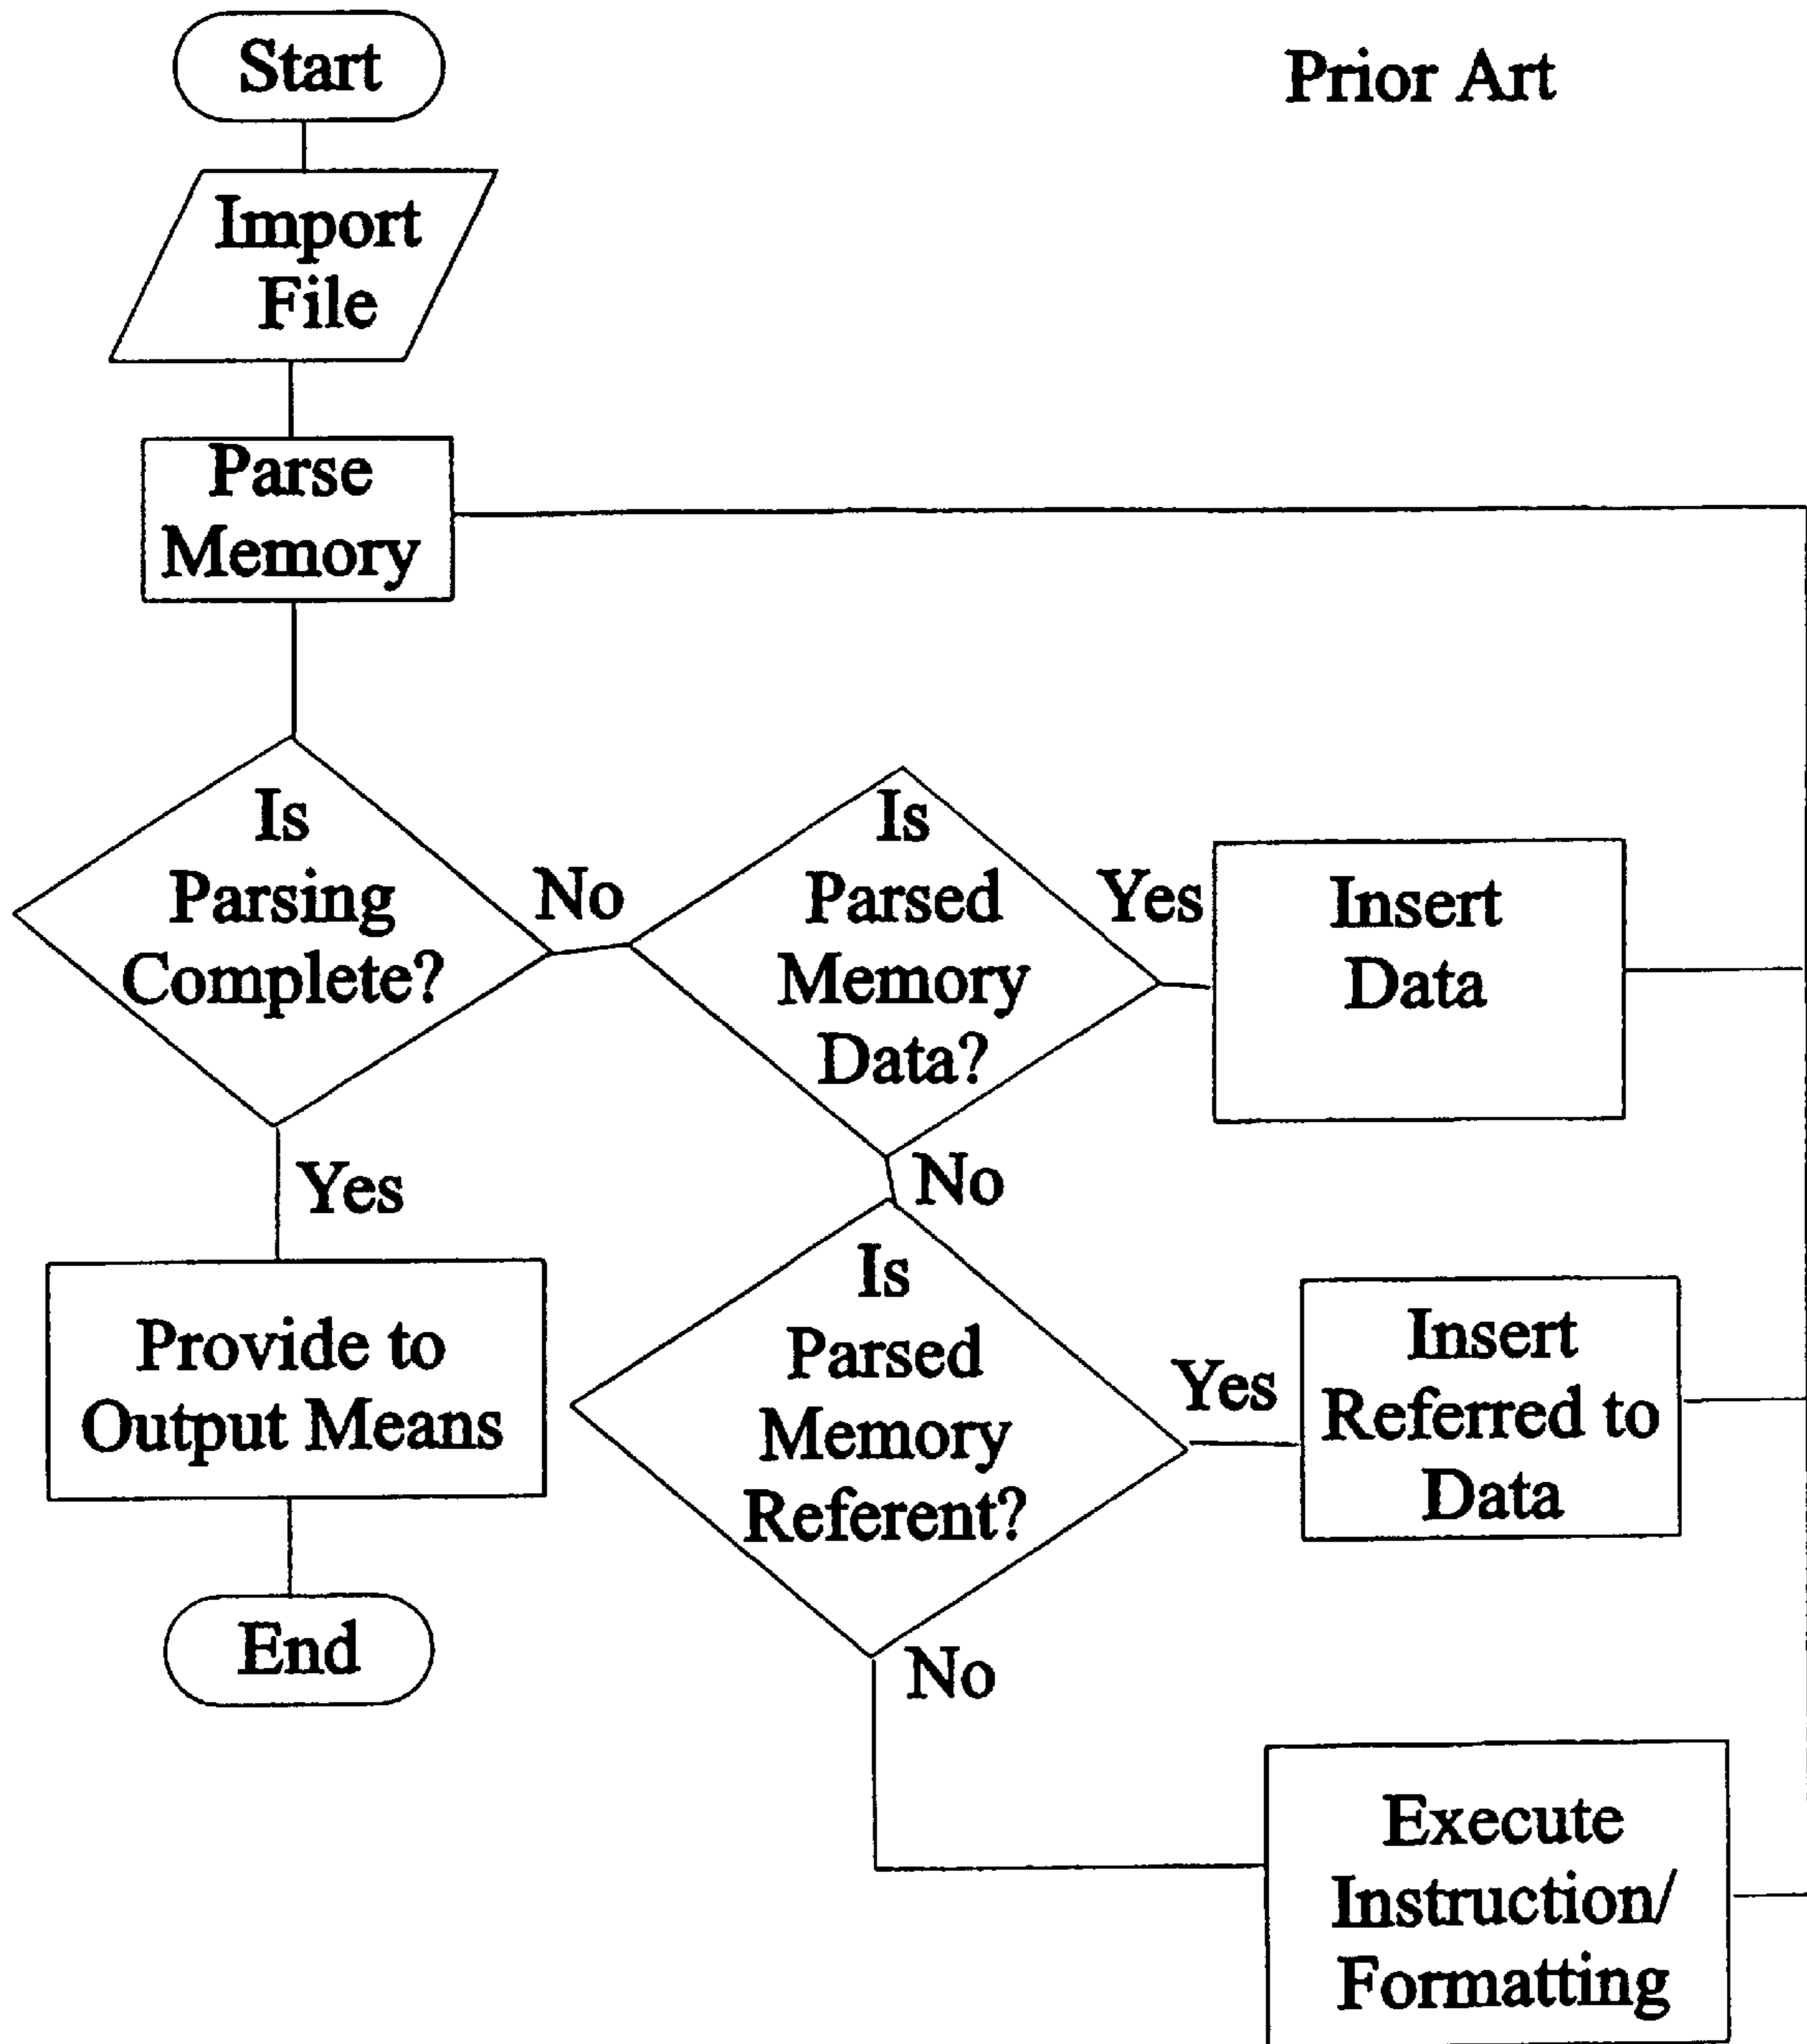 Start
Prior Art
Import
File
Parse
Memory
Is
Parsing
Complete?
No
Is
Parsed
Memory
Data?
Yes
Insert
Data
Yes
No
Provide to
Output Means
Is
Parsed
Memory
Referent?
Yes
Insert
Referred to
Data
End
No
Execute
Instruction/
Formatting